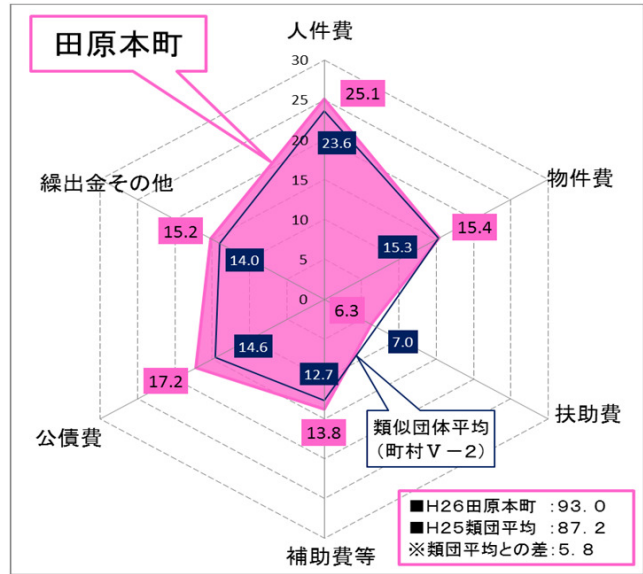 人件費
田原本町
30
25.1
25
20
23.6
繰出金その他
物件費
15
15.2
15.4
10
15.3
14.0
5
0
6.3
14.6
7.0
12.7
17.2
類似団体平均
(町村Ⅴ－2)
13.8
公債費
扶助費
補助費等
■H26田原本町 :93.0
■H25類団平均 :87.2
※類団平均との差:5.8